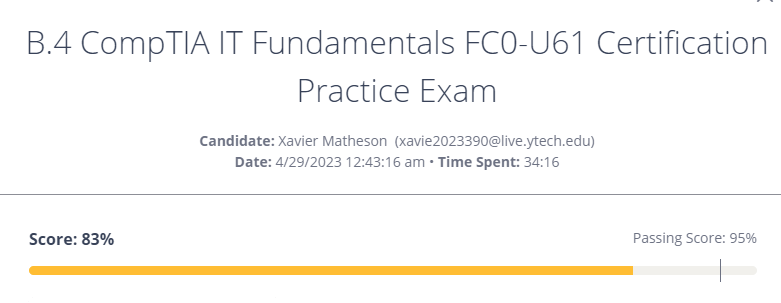 B.4 CompTIA IT Fundamentals FC0-U61 Certification
Practice Exam
Candidate: Xavier Matheson (xavie2023390@live.ytech.edu)
Date: 4/29/2023 12:43:16 am • Time Spent: 34:16
Score: 83%
Passing Score: 95%